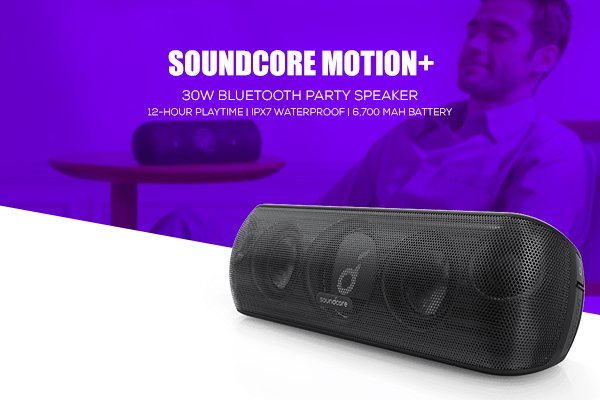 SOUNDCORE MOTION+
30W BLUETOOTH PARTY SPEAKER
12-HOUR PLAYTIME | IPX7 WATERPROOF | 6,700 MAH BATTERY
soundcore